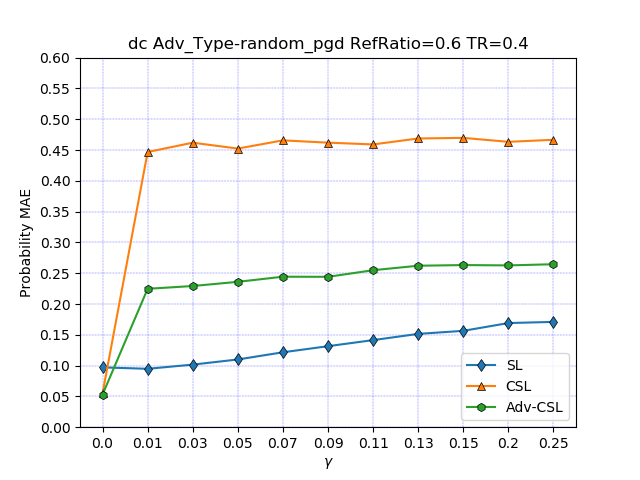 dc Adv_Type-random_pgd RefRatio=0.6 TR=0.4
Probability MAE
0.60
0.55
0.50
0.45
0.40
0.35
0.30
0.25
0.20
0.15
0.10
0.05
0.00
SL
CSL
Adv-CSL
0.0 0.01 0.03 0.05 0.07 0.09 0.11 0.13 0.15 0.2 0.25
γ